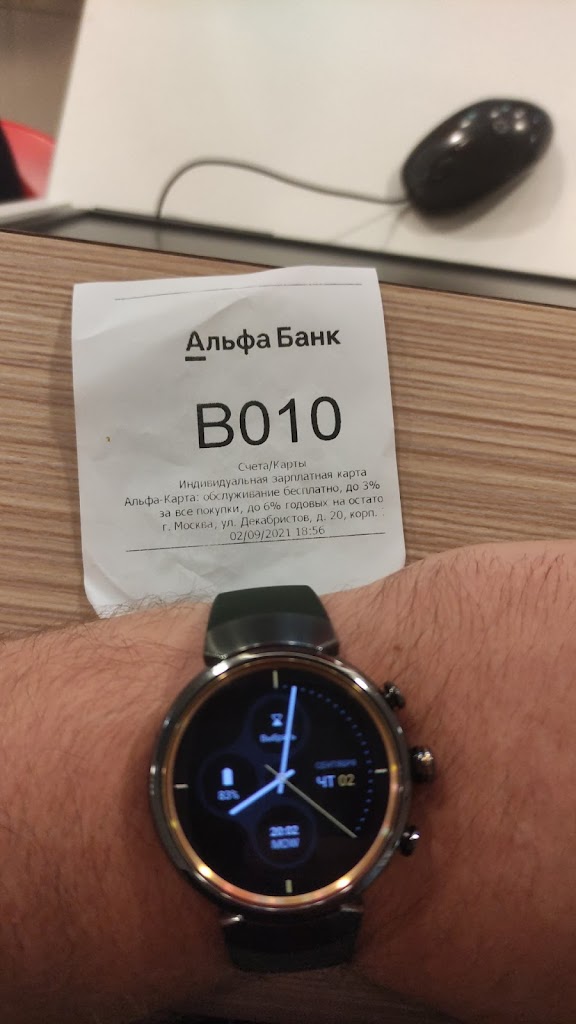 Альфа Банк
B010
Счета/Карты
Индивидуальная зарплатная карта
Альфа-Карта: обслуживание бесплатно, до 3%
за все покупки, до 6% годовых на остато
г. Москва, ул. Декабристов, д. 20, корп.
02/09/2021 18:56
Выбрать
СЕНТЯБРЯ
ЧТ 02
83%
20:02
MOW